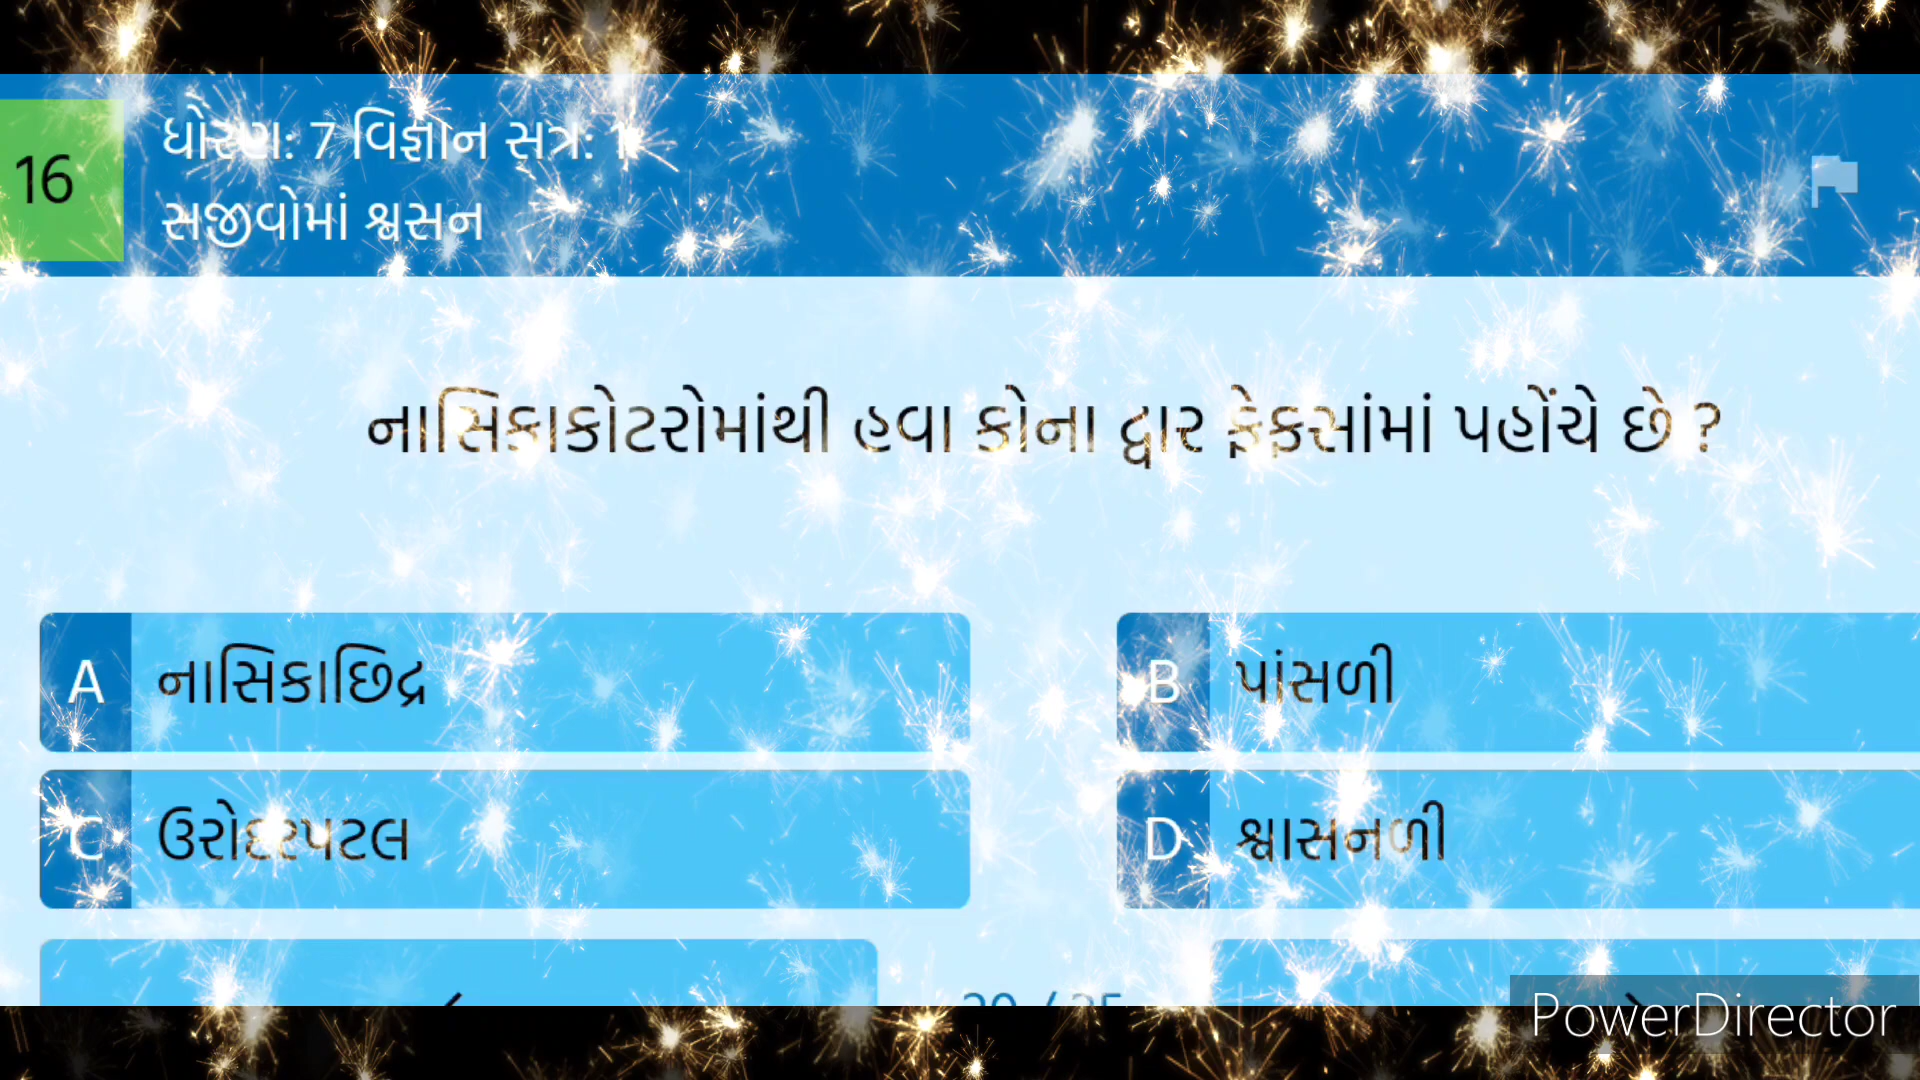 16
ધોરણ: 7 વિજ્ઞાન સત્ર: 1
સજીવોમાં શ્વસન
નાસિકાકોટરોમાંથી હવા કોના દ્વાર ફેફસાંમાં પહોંચે છે ?
A નાસિકાછિદ્ર
B પાંસળી
C ઉરોદરપટલ
D શ્વાસનળી
PowerDirector